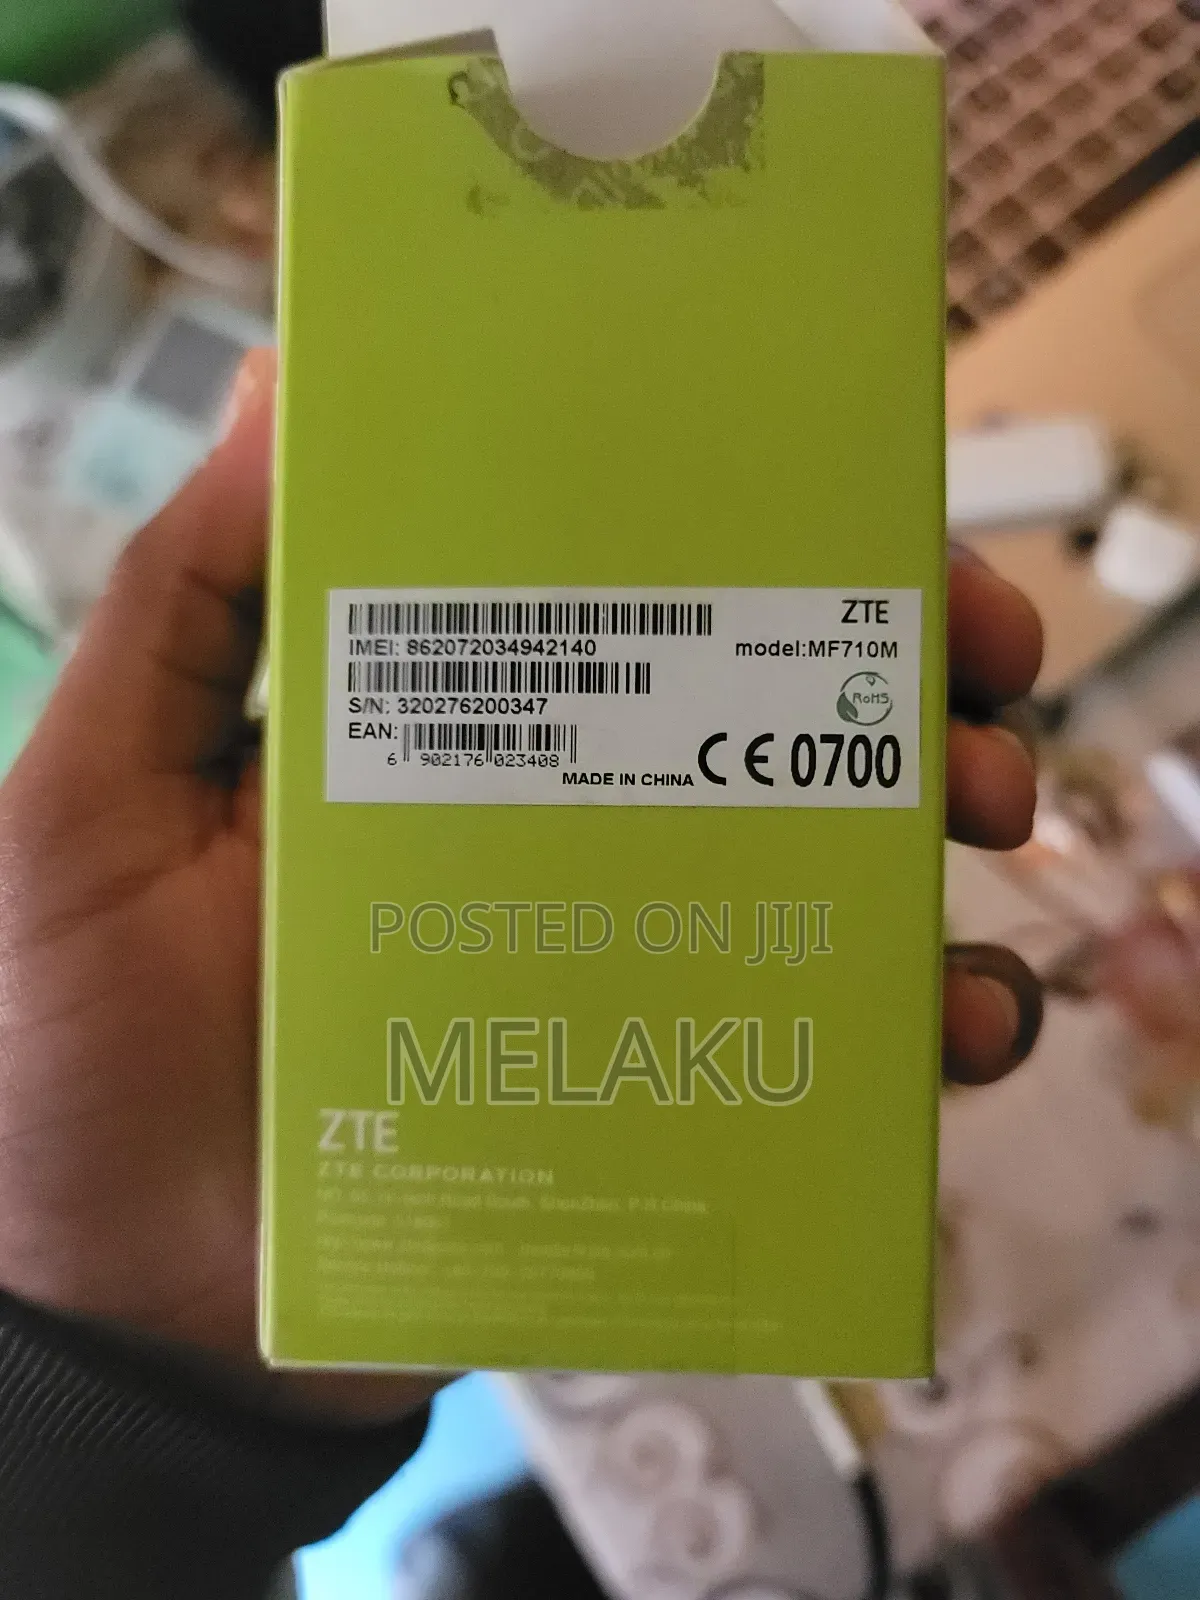 IMEI: 862072034942140
ZTE
model:MF710M
S/N: 320276200347
RoHS
EAN:
6 902176 023408
MADE IN CHINA
CE 0700
POSTED ON JIJI
MELAKU
ZTE
ZTE CORPORATION